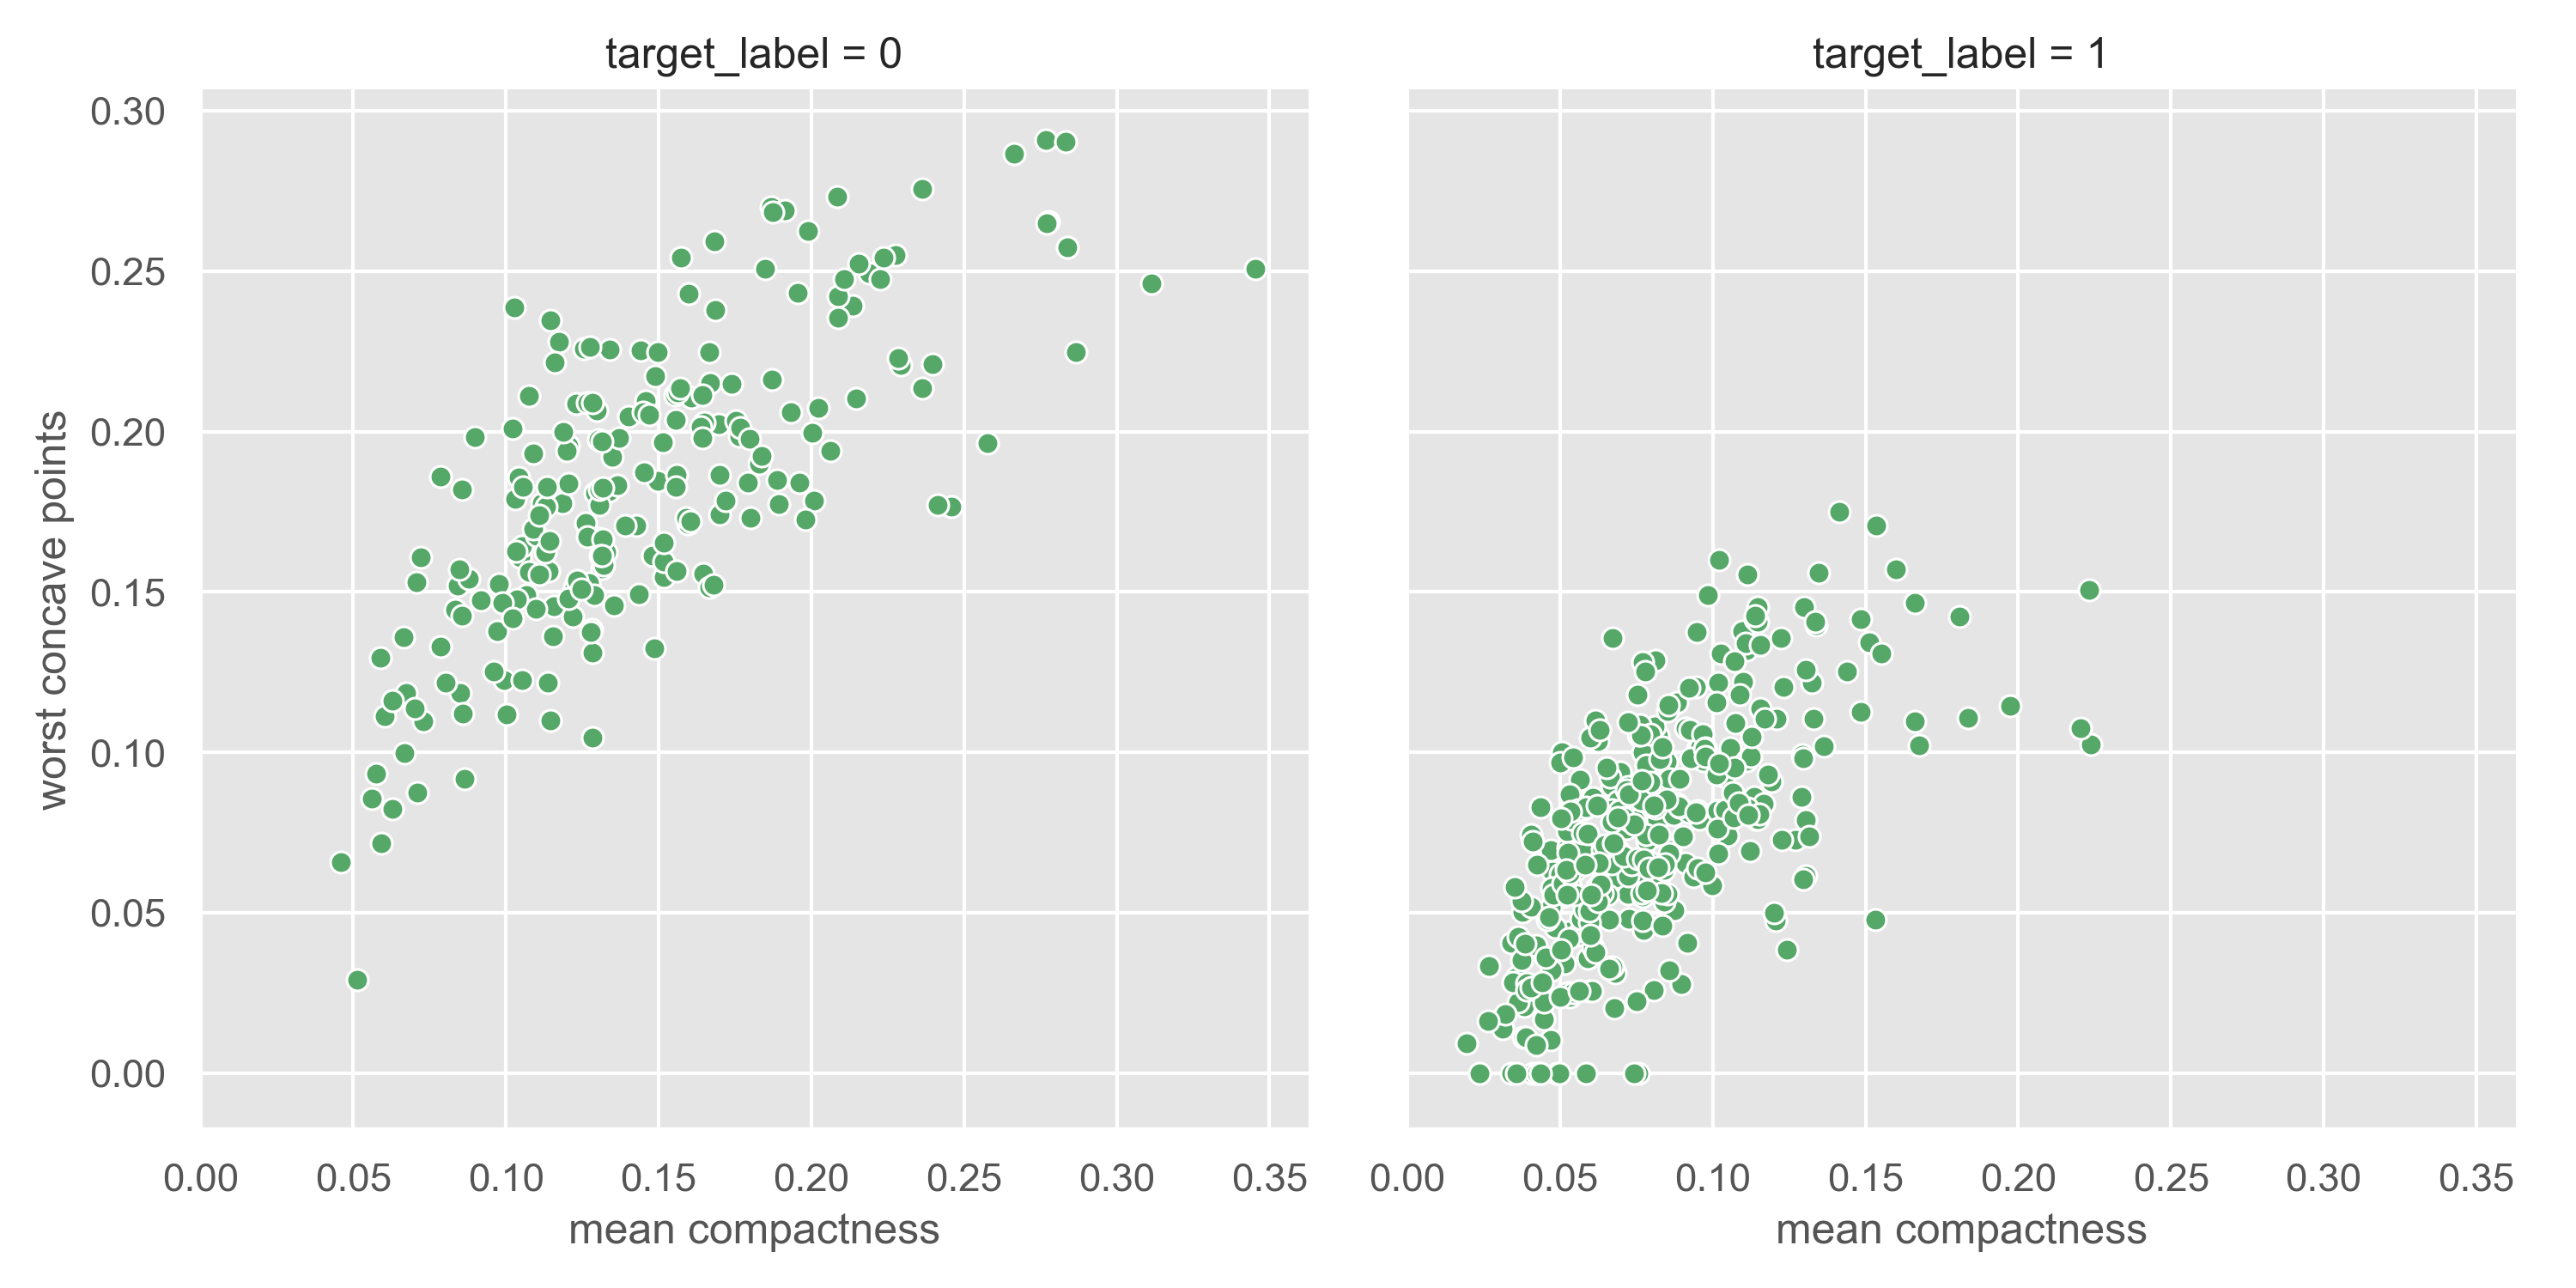 target_label = 0
target_label = 1
worst concave points
0.30
0.25
0.20
0.15
0.10
0.05
0.00
0.00 0.05 0.10 0.15 0.20 0.25 0.30 0.35
0.00 0.05 0.10 0.15 0.20 0.25 0.30 0.35
mean compactness
mean compactness